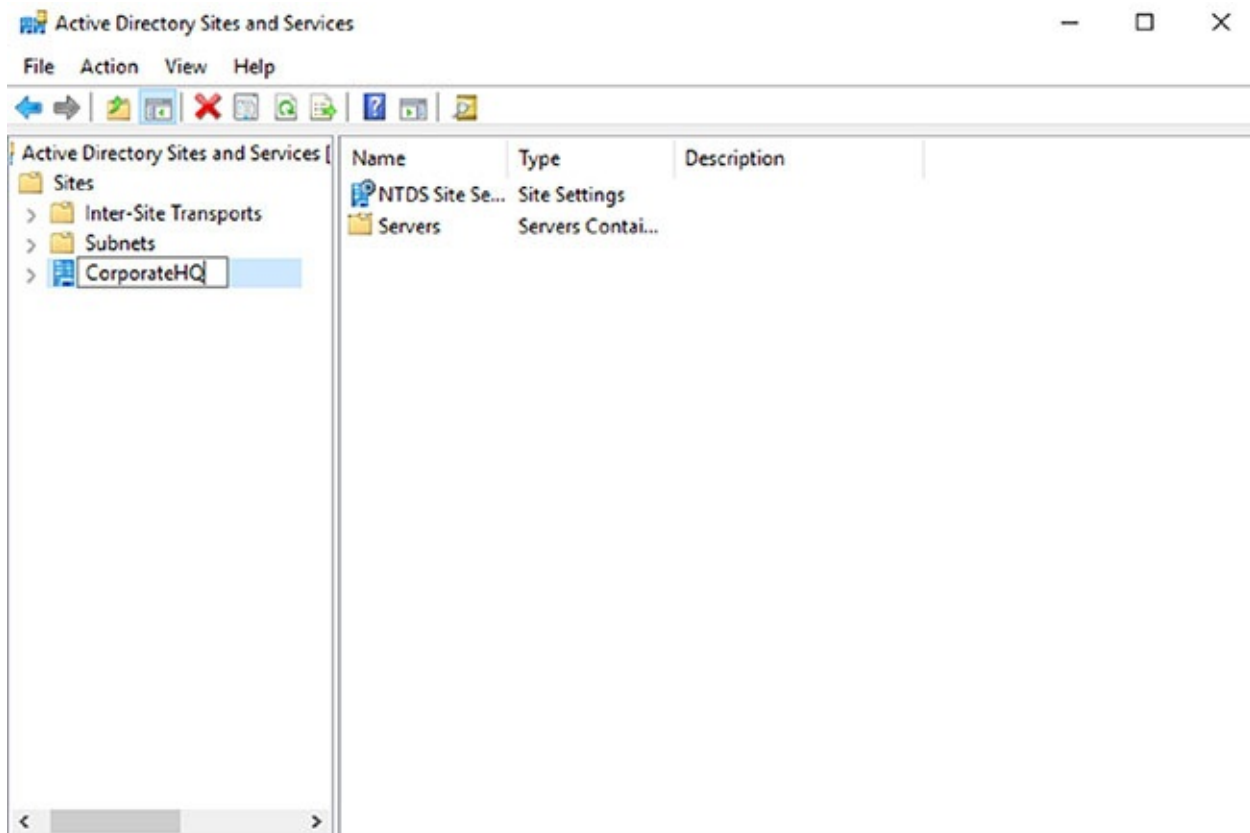 Active Directory Sites and Services
File Action View Help
Active Directory Sites and Services [
Sites
Inter-Site Transports
Subnets
CorporateHQ
Name Type Description
NTDS Site Se... Site Settings
Servers Servers Contai...